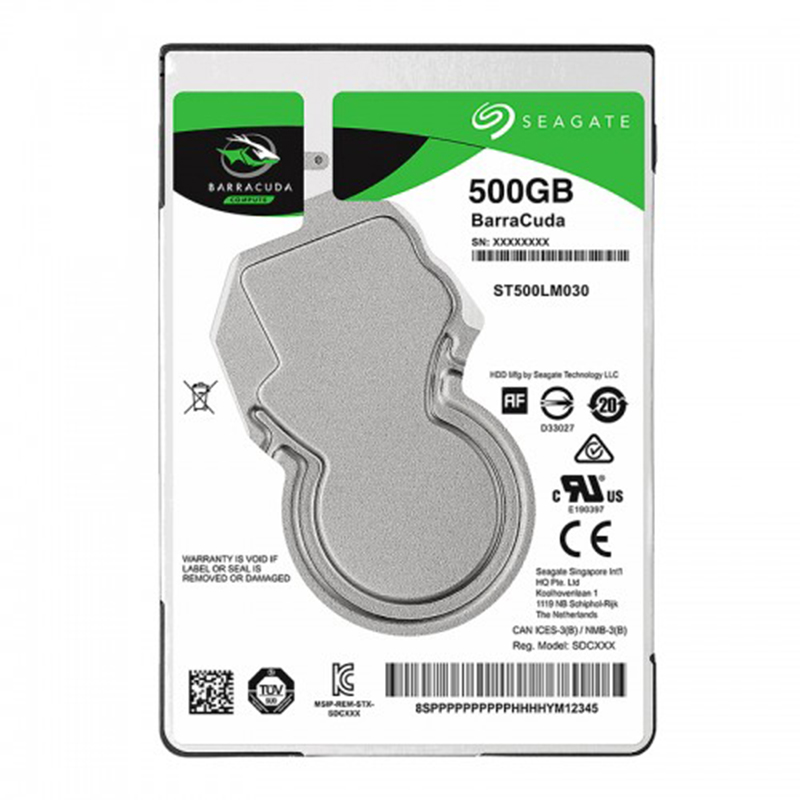 SEAGATE
BARRACUDA
COMPUTE
500GB
BarraCuda
SN: XXXXXXXX
ST500LM030
HDD Mfg by Seagate Technology LLC
AF
20
D33027
c RU US
E190397
CE
WARRANTY IS VOID IF
LABEL OR SEAL IS
REMOVED OR DAMAGED
Seagate Singapore Int'l
HQ Pte. Ltd
Koolhovenlaan 1
1119 NB Schiphol-Rijk
The Netherlands
CAN ICES-3(B) / NMB-3(B)
Reg. Model: SDCXXX
TÜV
SÜD
MSIP-REM-STX-
SDCXXX
8SPPPPPPPPPPHHHHYM12345